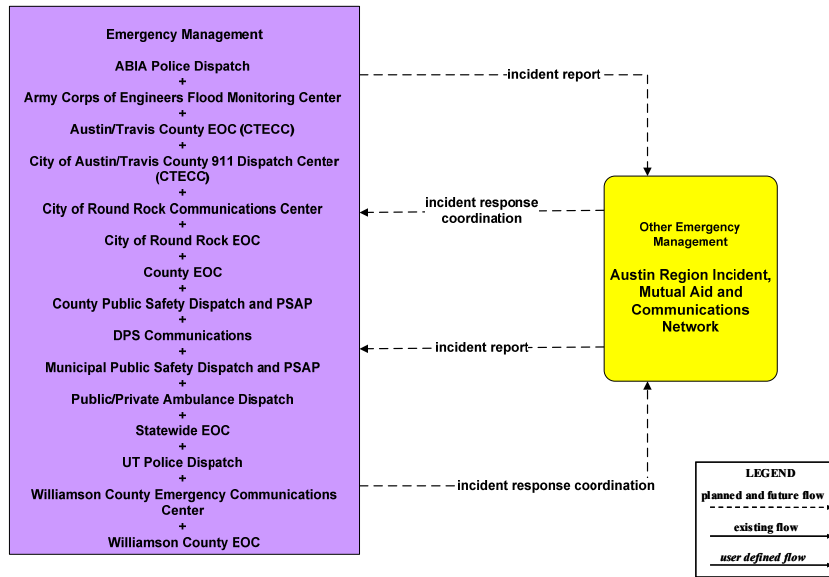 Emergency Management
ABIA Police Dispatch
+
Army Corps of Engineers Flood Monitoring Center
+
Austin/Travis County EOC (CTECC)
+
City of Austin/Travis County 911 Dispatch Center
(CTECC)
+
City of Round Rock Communications Center
+
City of Round Rock EOC
+
County EOC
+
County Public Safety Dispatch and PSAP
+
DPS Communications
+
Municipal Public Safety Dispatch and PSAP
+
Public/Private Ambulance Dispatch
+
Statewide EOC
+
UT Police Dispatch
+
Williamson County Emergency Communications
Center
+
Williamson County EOC
incident report
incident response
coordination
incident report
incident response coordination
Other Emergency
Management
Austin Region Incident,
Mutual Aid and
Communications
Network
LEGEND
planned and future flow
existing flow
user defined flow